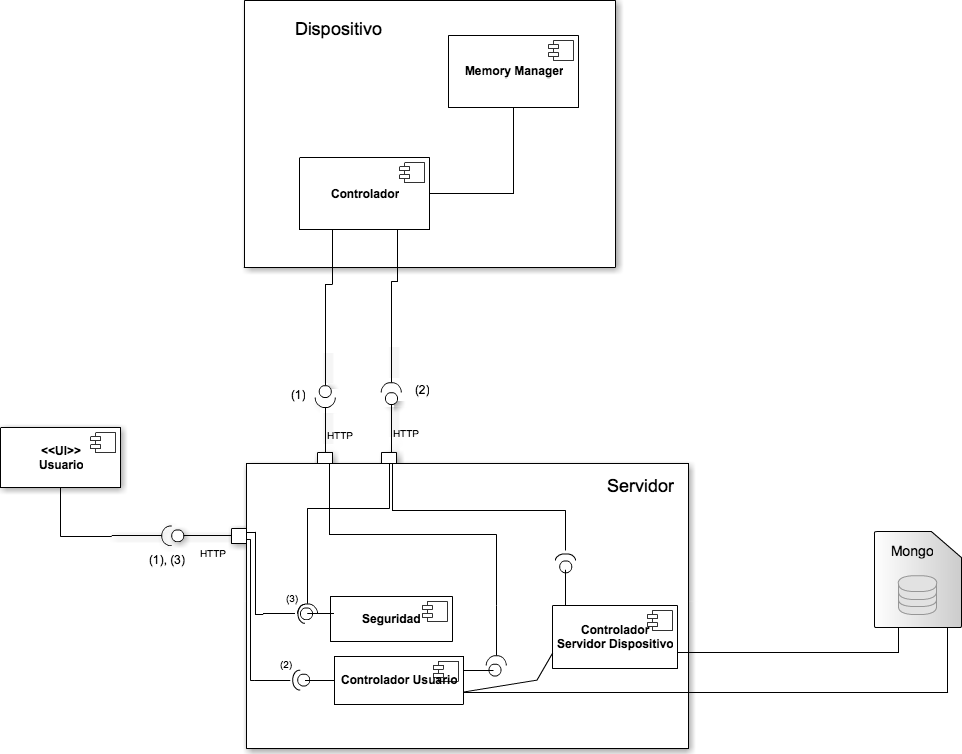 Dispositivo
Memory Manager
Controlador
(1)
(2)
HTTP
HTTP
<<UI>>
Usuario
Servidor
(1), (3)
HTTP
Mongo
(3)
Seguridad
Controlador
Servidor Dispositivo
(2)
Controlador Usuario